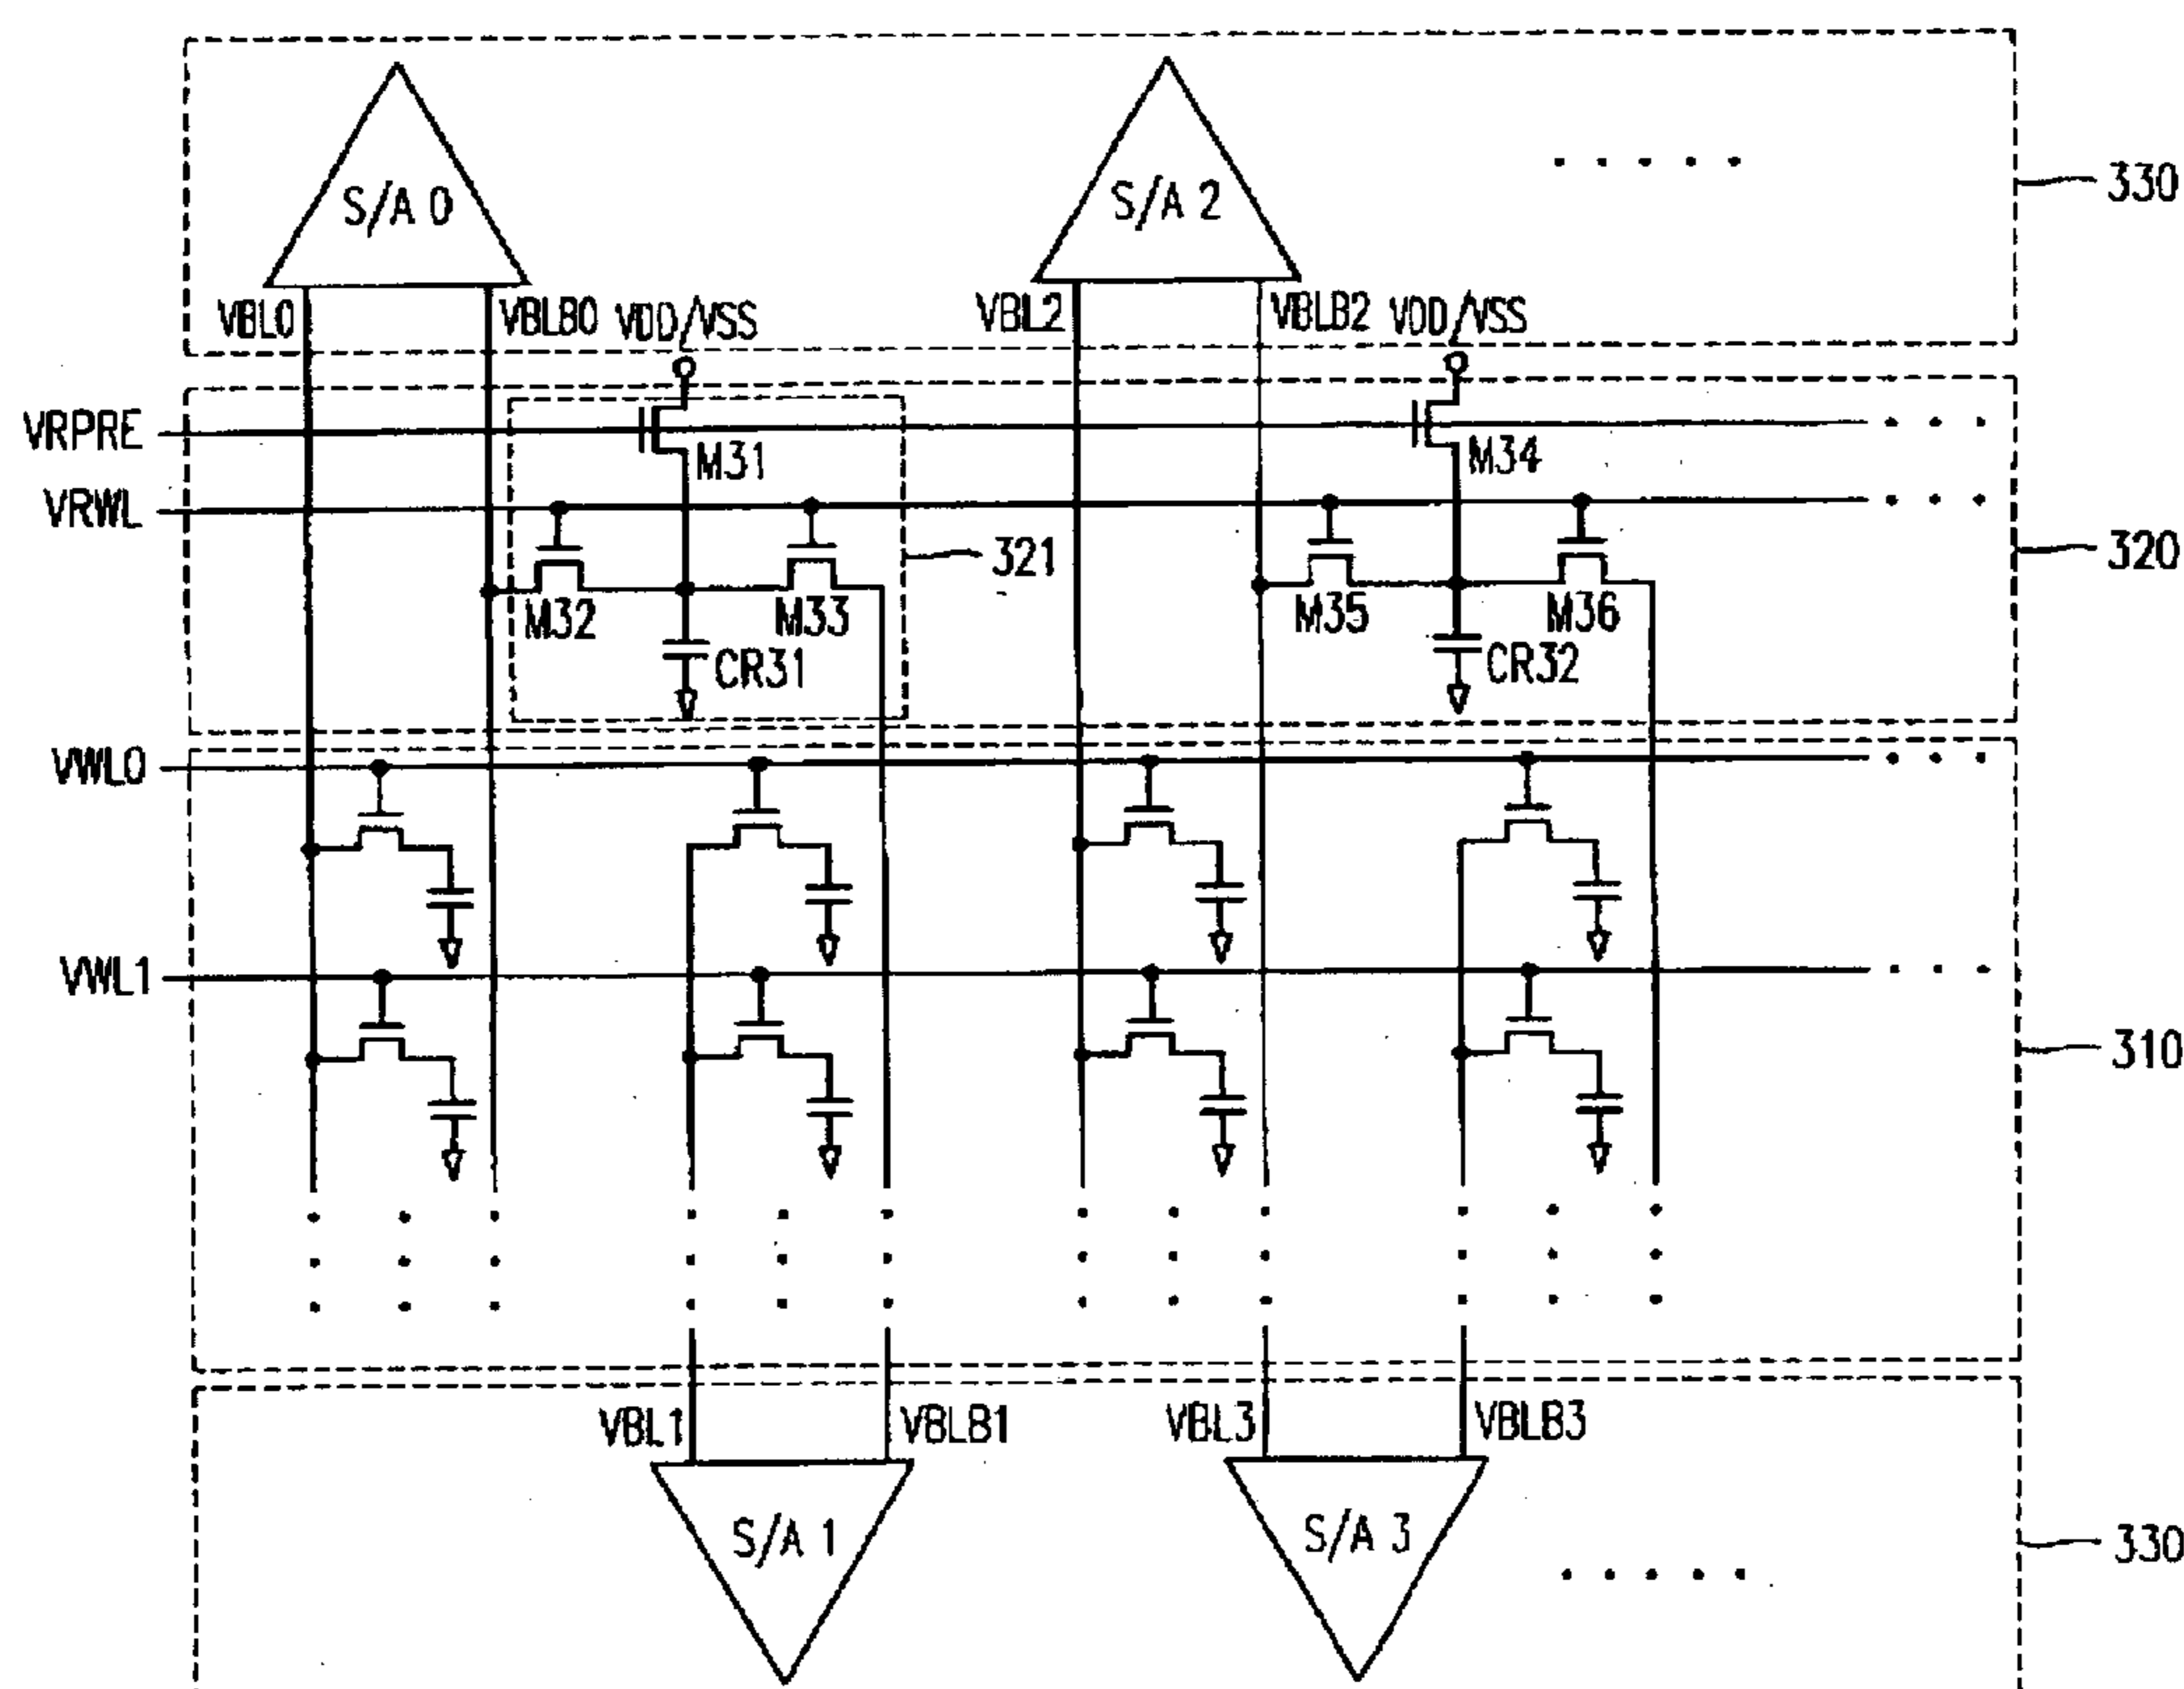 S/A 0
S/A 2
330
VBL0
VBLB0
VDD/VSS
VBL2
VBLB2
VDD/VSS
VRPRE
M31
M34
VRWL
321
320
M32
M33
M35
M36
CR31
CR32
VWL0
VWL1
310
VBL1
VBLB1
VBL3
VBLB3
S/A 1
S/A 3
330